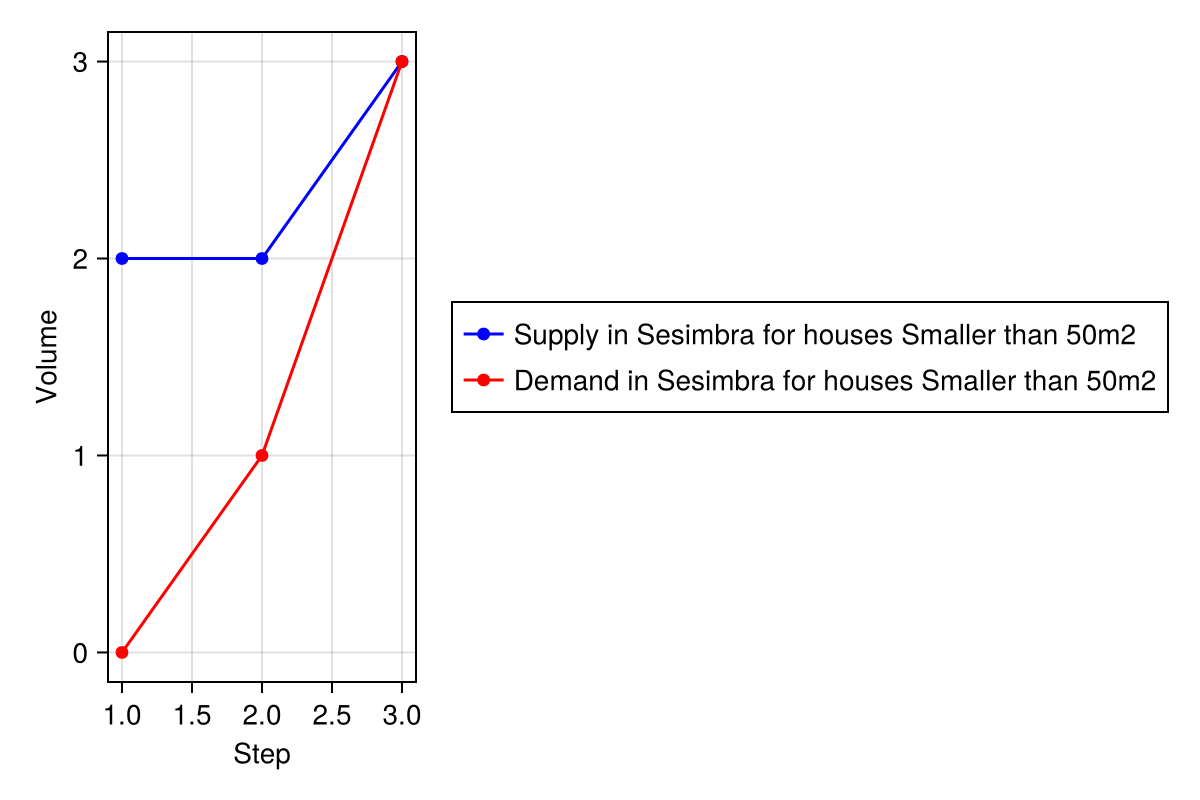 3
2
1
0
Volume
1.0 1.5 2.0 2.5 3.0
Step
Supply in Sesimbra for houses Smaller than 50m2
Demand in Sesimbra for houses Smaller than 50m2